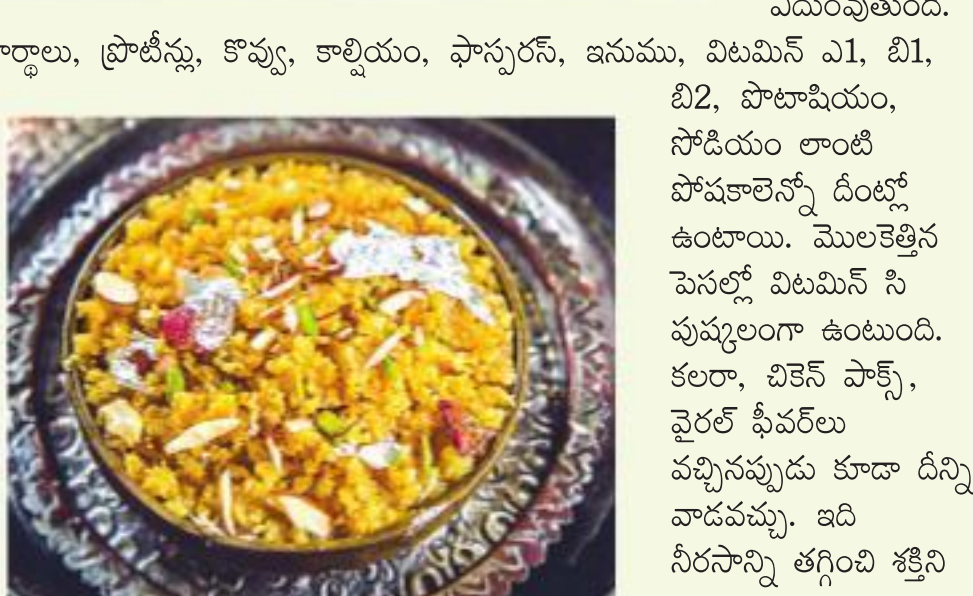 ప్రొటీన్లు, కొవ్వు, కాల్షియం, ఫాస్పరస్, ఇనుము, విటమిన్ ఎ1, బి1,
బి2, పొటాషియం,
సోడియం లాంటి
పోషకాలెన్నో దీంట్లో
ఉంటాయి. మొలకెత్తిన
పెసల్లో విటమిన్ సి
పుష్కలంగా ఉంటుంది.
కలరా, చికెన్ పాక్స్,
వైరల్ ఫీవర్‌లు
వచ్చినప్పుడు కూడా దీన్ని
వాడవచ్చు. ఇది
నీరసాన్ని తగ్గించి శక్తిని